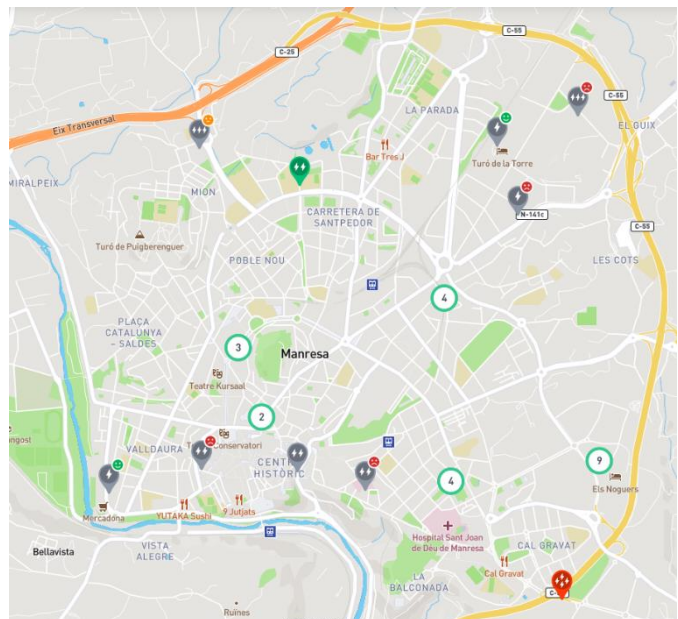 C-25
C-55
Eix Transversal
LA PARADA
C-55
EL GUIX
Bar Tres J
Turó de la Torre
MIRALPEIX
MION
CARRETERA DE
SANTPEDOR
N-141c
C-55
Turó de Puigberenguer
POBLE NOU
LES COTS
4
PLAÇA
CATALUNYA
- SALDES
3
Manresa
Teatre Kursaal
2
Conservatori
VALLDAURA
CENT
HISTÒRIC
9
4
Els Noguers
Mercadona
YUTAKA Sushi
9 Jutjats
Hospital Sant Joan
de Déu de Manresa
Bellavista
VISTA
ALEGRE
CAL GRAVAT
Cal Gravat
LA
BALCONADA
C-
Ruïnes